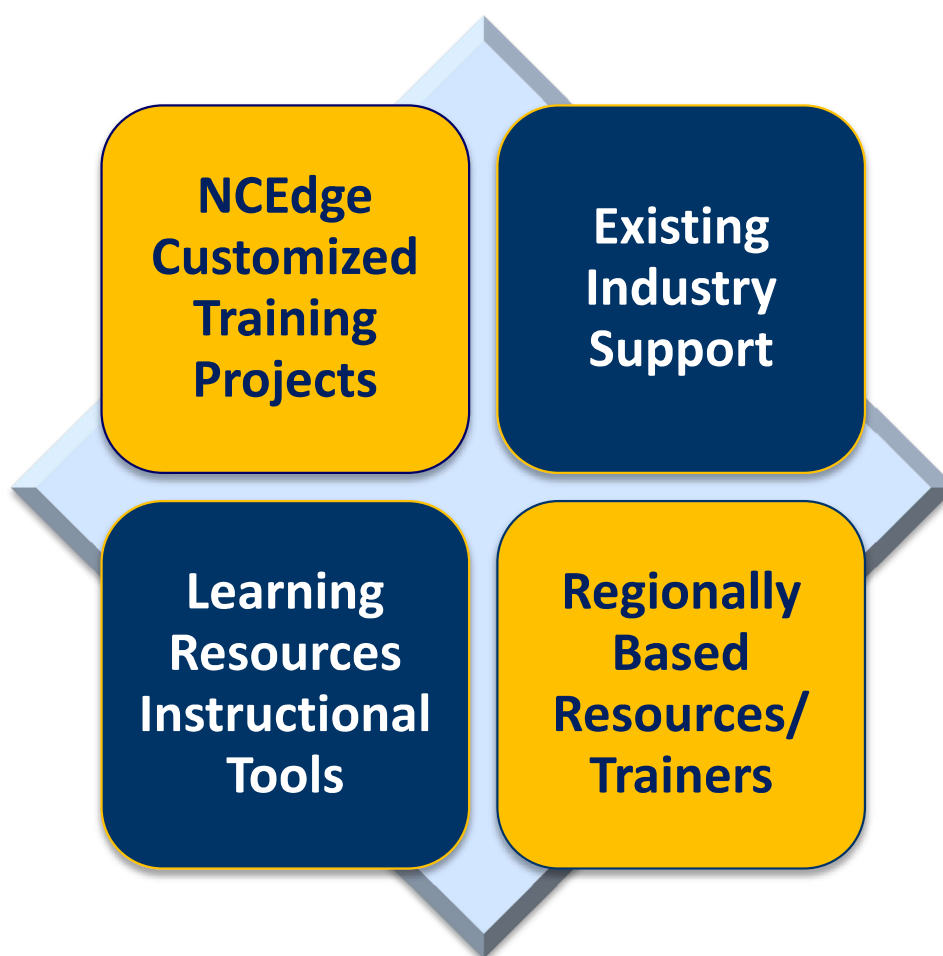 NCEdge
Customized
Training
Projects
Existing
Industry
Support
Learning
Resources
Instructional
Tools
Regionally
Based
Resources/
Trainers